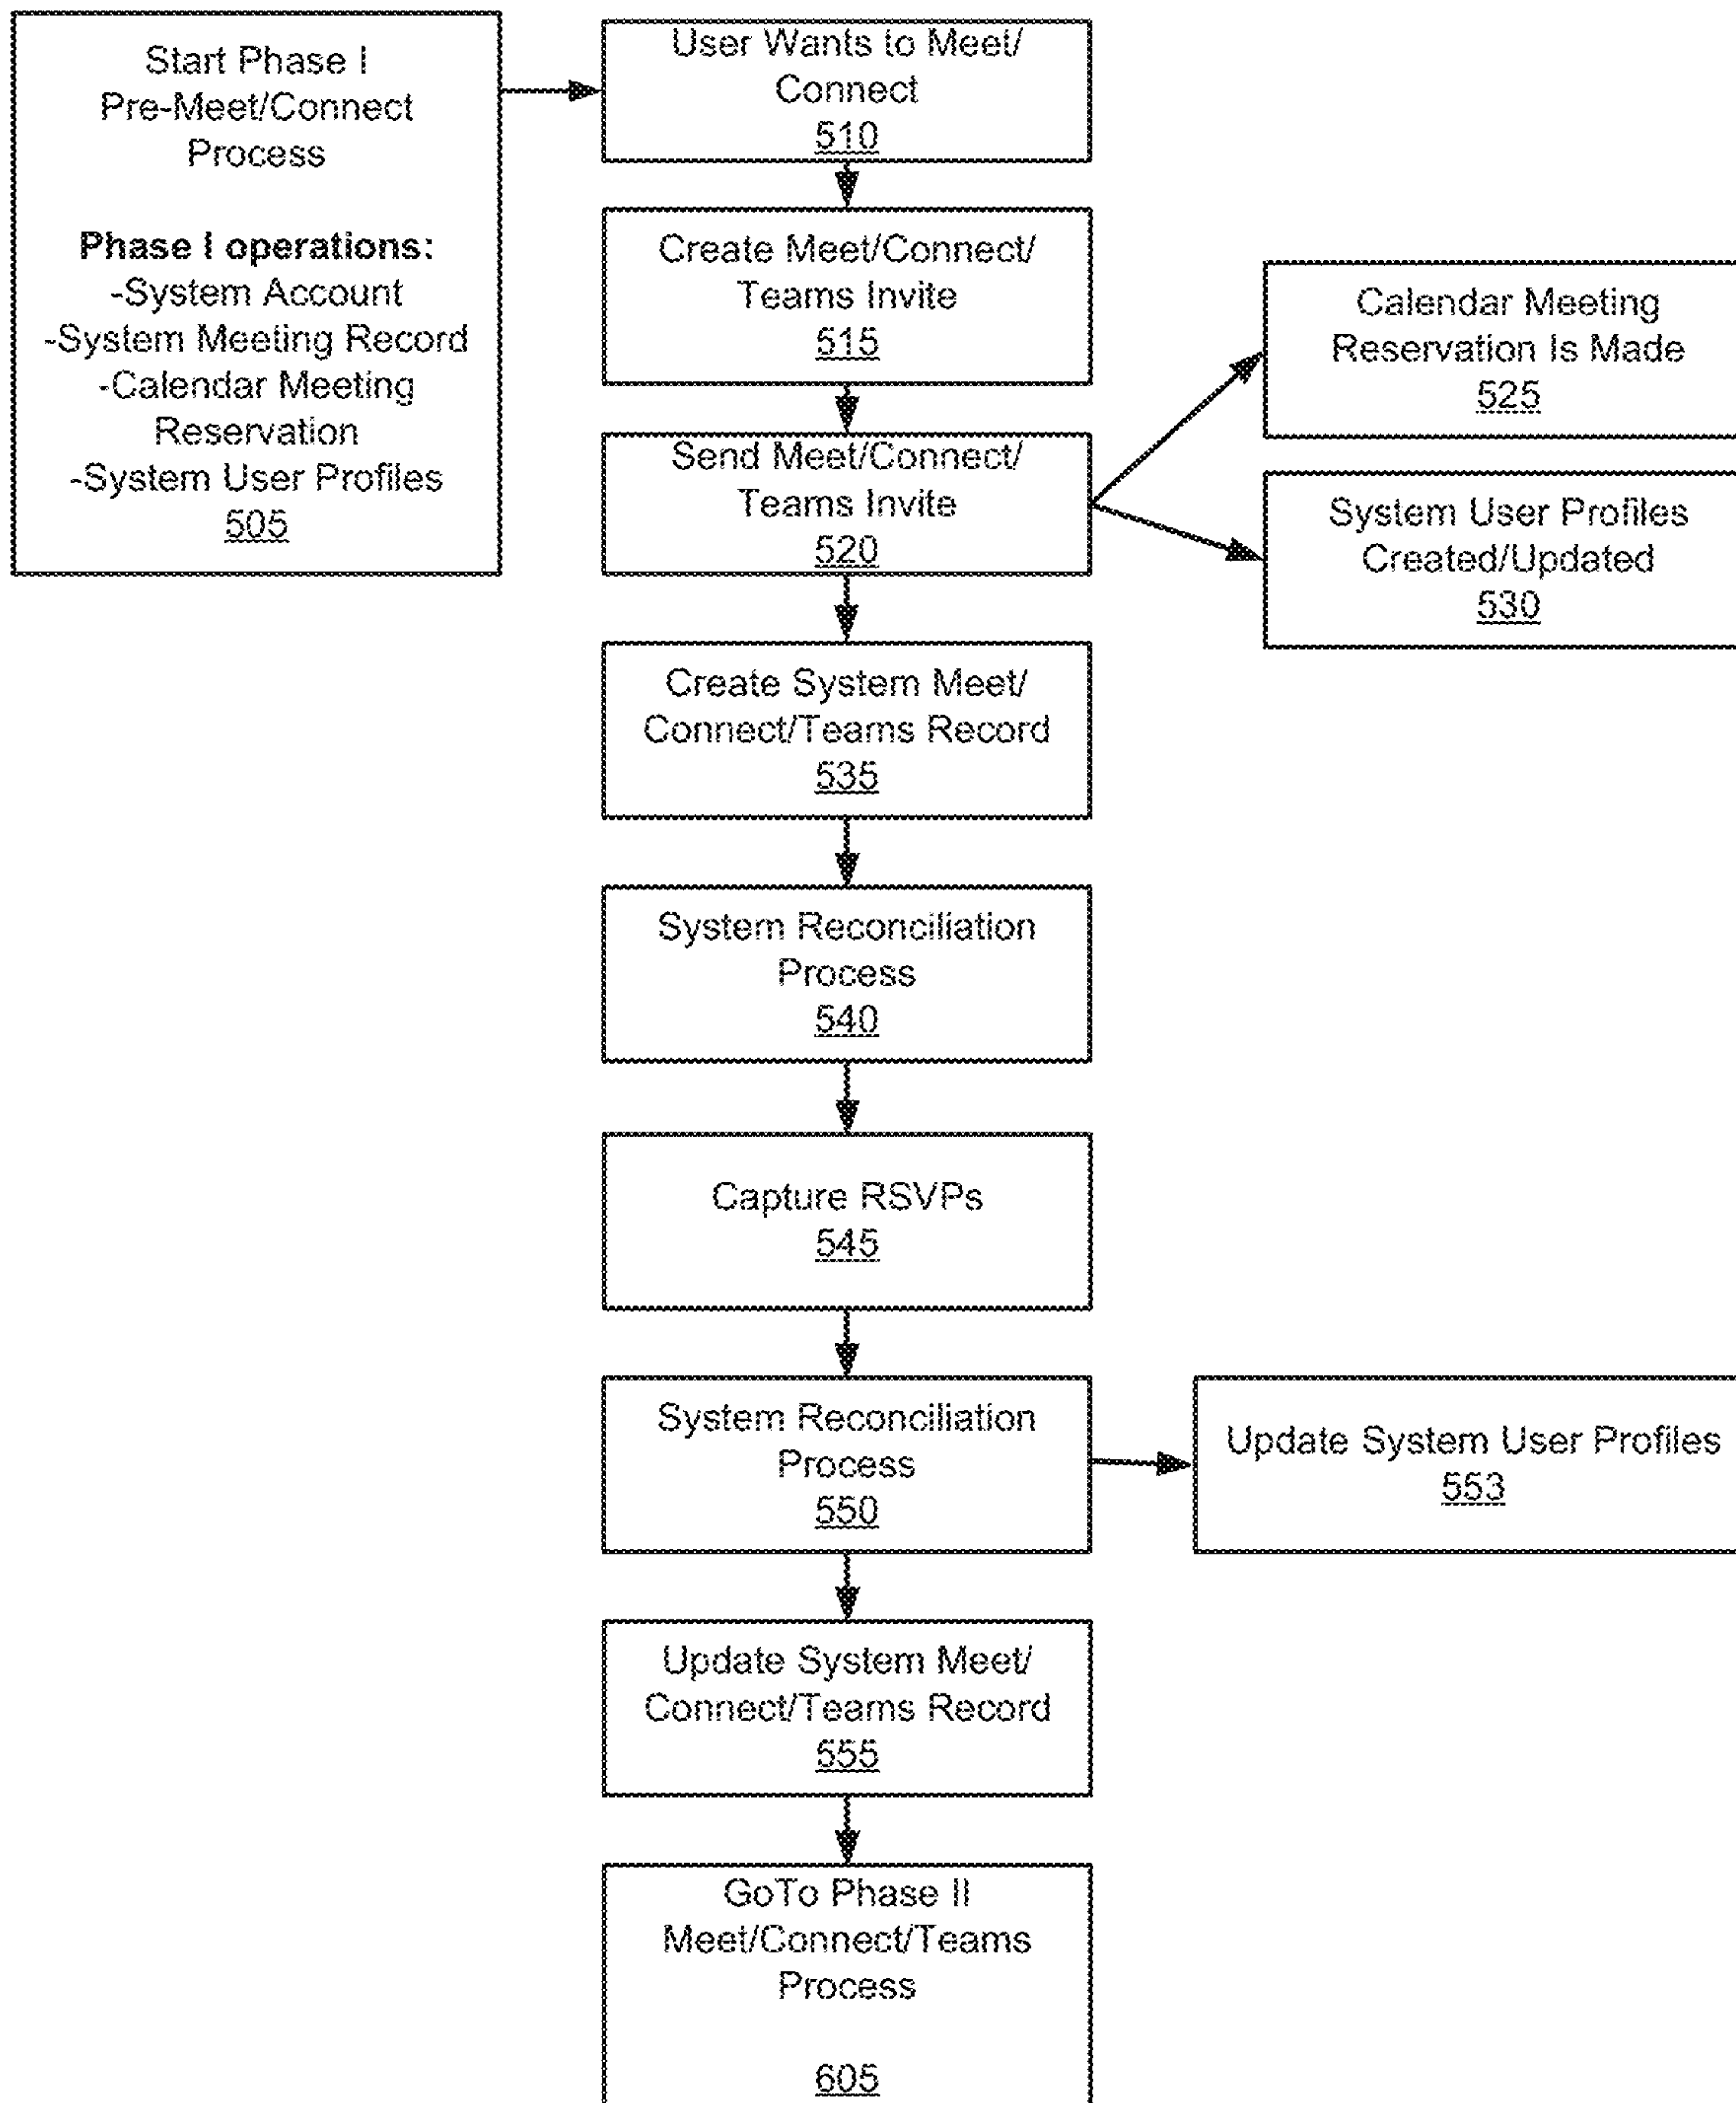 Start Phase I
Pre-Meet/Connect
Process
Phase I operations:
-System Account
-System Meeting Record
-Calendar Meeting
Reservation
-System User Profiles
505
User Wants to Meet/
Connect
510
Create Meet/Connect/
Teams Invite
515
Send Meet/Connect/
Teams Invite
520
Calendar Meeting
Reservation Is Made
525
System User Profiles
Created/Updated
530
Create System Meet/
Connect/Teams Record
535
System Reconciliation
Process
540
Capture RSVPs
545
System Reconciliation
Process
550
Update System User Profiles
553
Update System Meet/
Connect/Teams Record
555
GoTo Phase II
Meet/Connect/Teams
Process
605